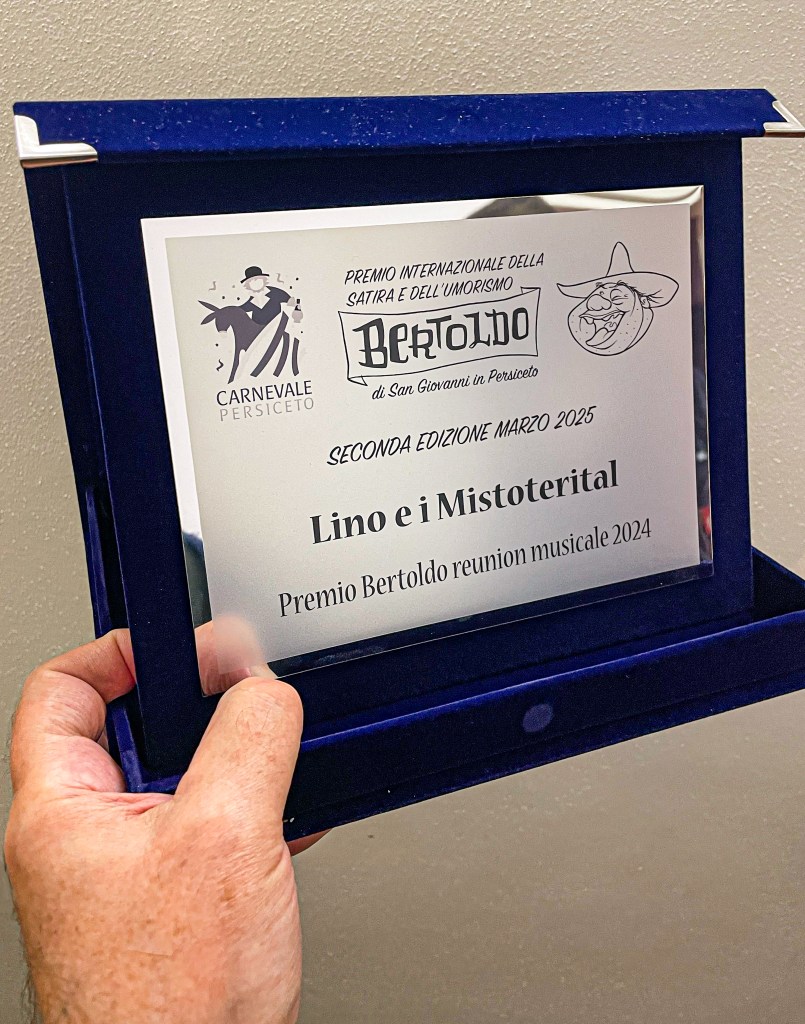 CARNEVALE
PERSICETO
PREMIO INTERNAZIONALE DELLA
SATIRA E DELL'UMORISMO
BERTOLDO
di San Giovanni in Persiceto
SECONDA EDIZIONE MARZO 2025
Lino e i Mistoterital
Premio Bertoldo reunion musicale 2024